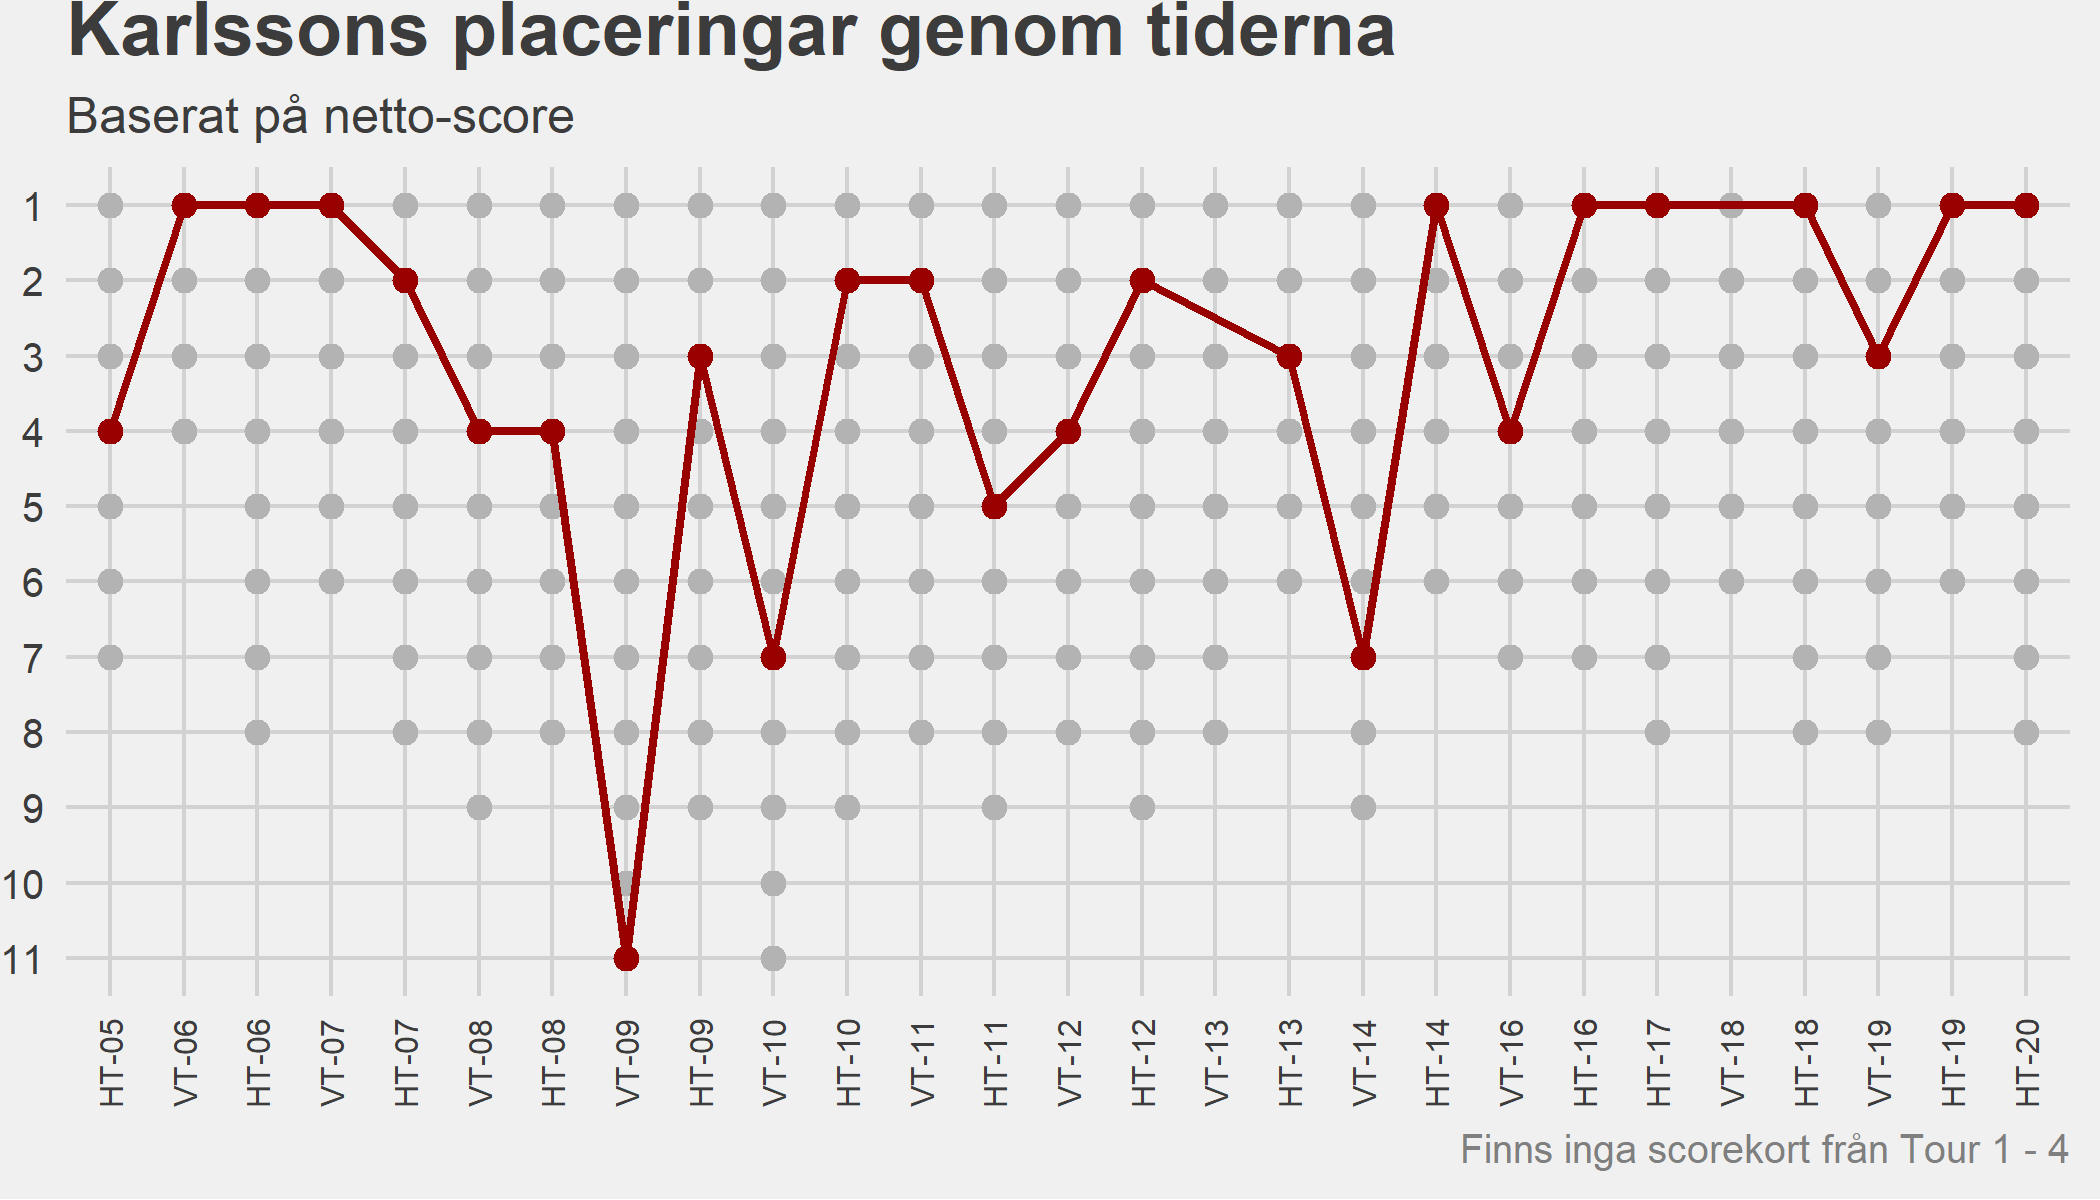 Karlssons placeringar genom tiderna
Baserat på netto-score
1
2
3
4
5
6
7
8
9
10
11
HT-05
VT-06
HT-06
VT-07
HT-07
VT-08
HT-08
VT-09
HT-09
VT-10
HT-10
VT-11
HT-11
VT-12
HT-12
VT-13
HT-13
VT-14
HT-14
VT-16
HT-16
HT-17
VT-18
HT-18
VT-19
HT-19
HT-20
Finns inga scorekort från Tour 1 - 4